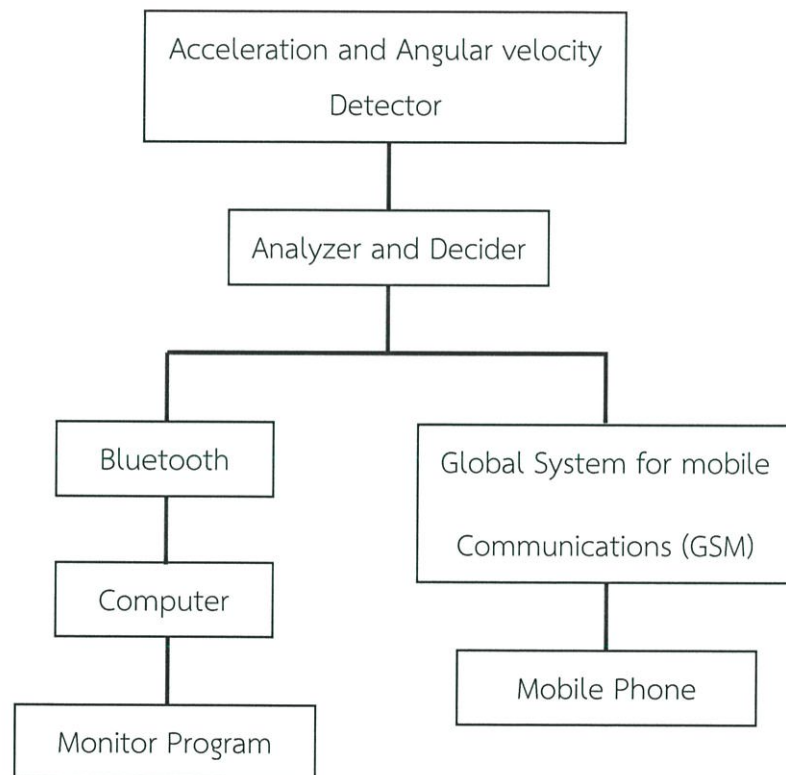 Acceleration and Angular velocity
Detector
Analyzer and Decider
Bluetooth
Global System for mobile
Communications (GSM)
Computer
Mobile Phone
Monitor Program